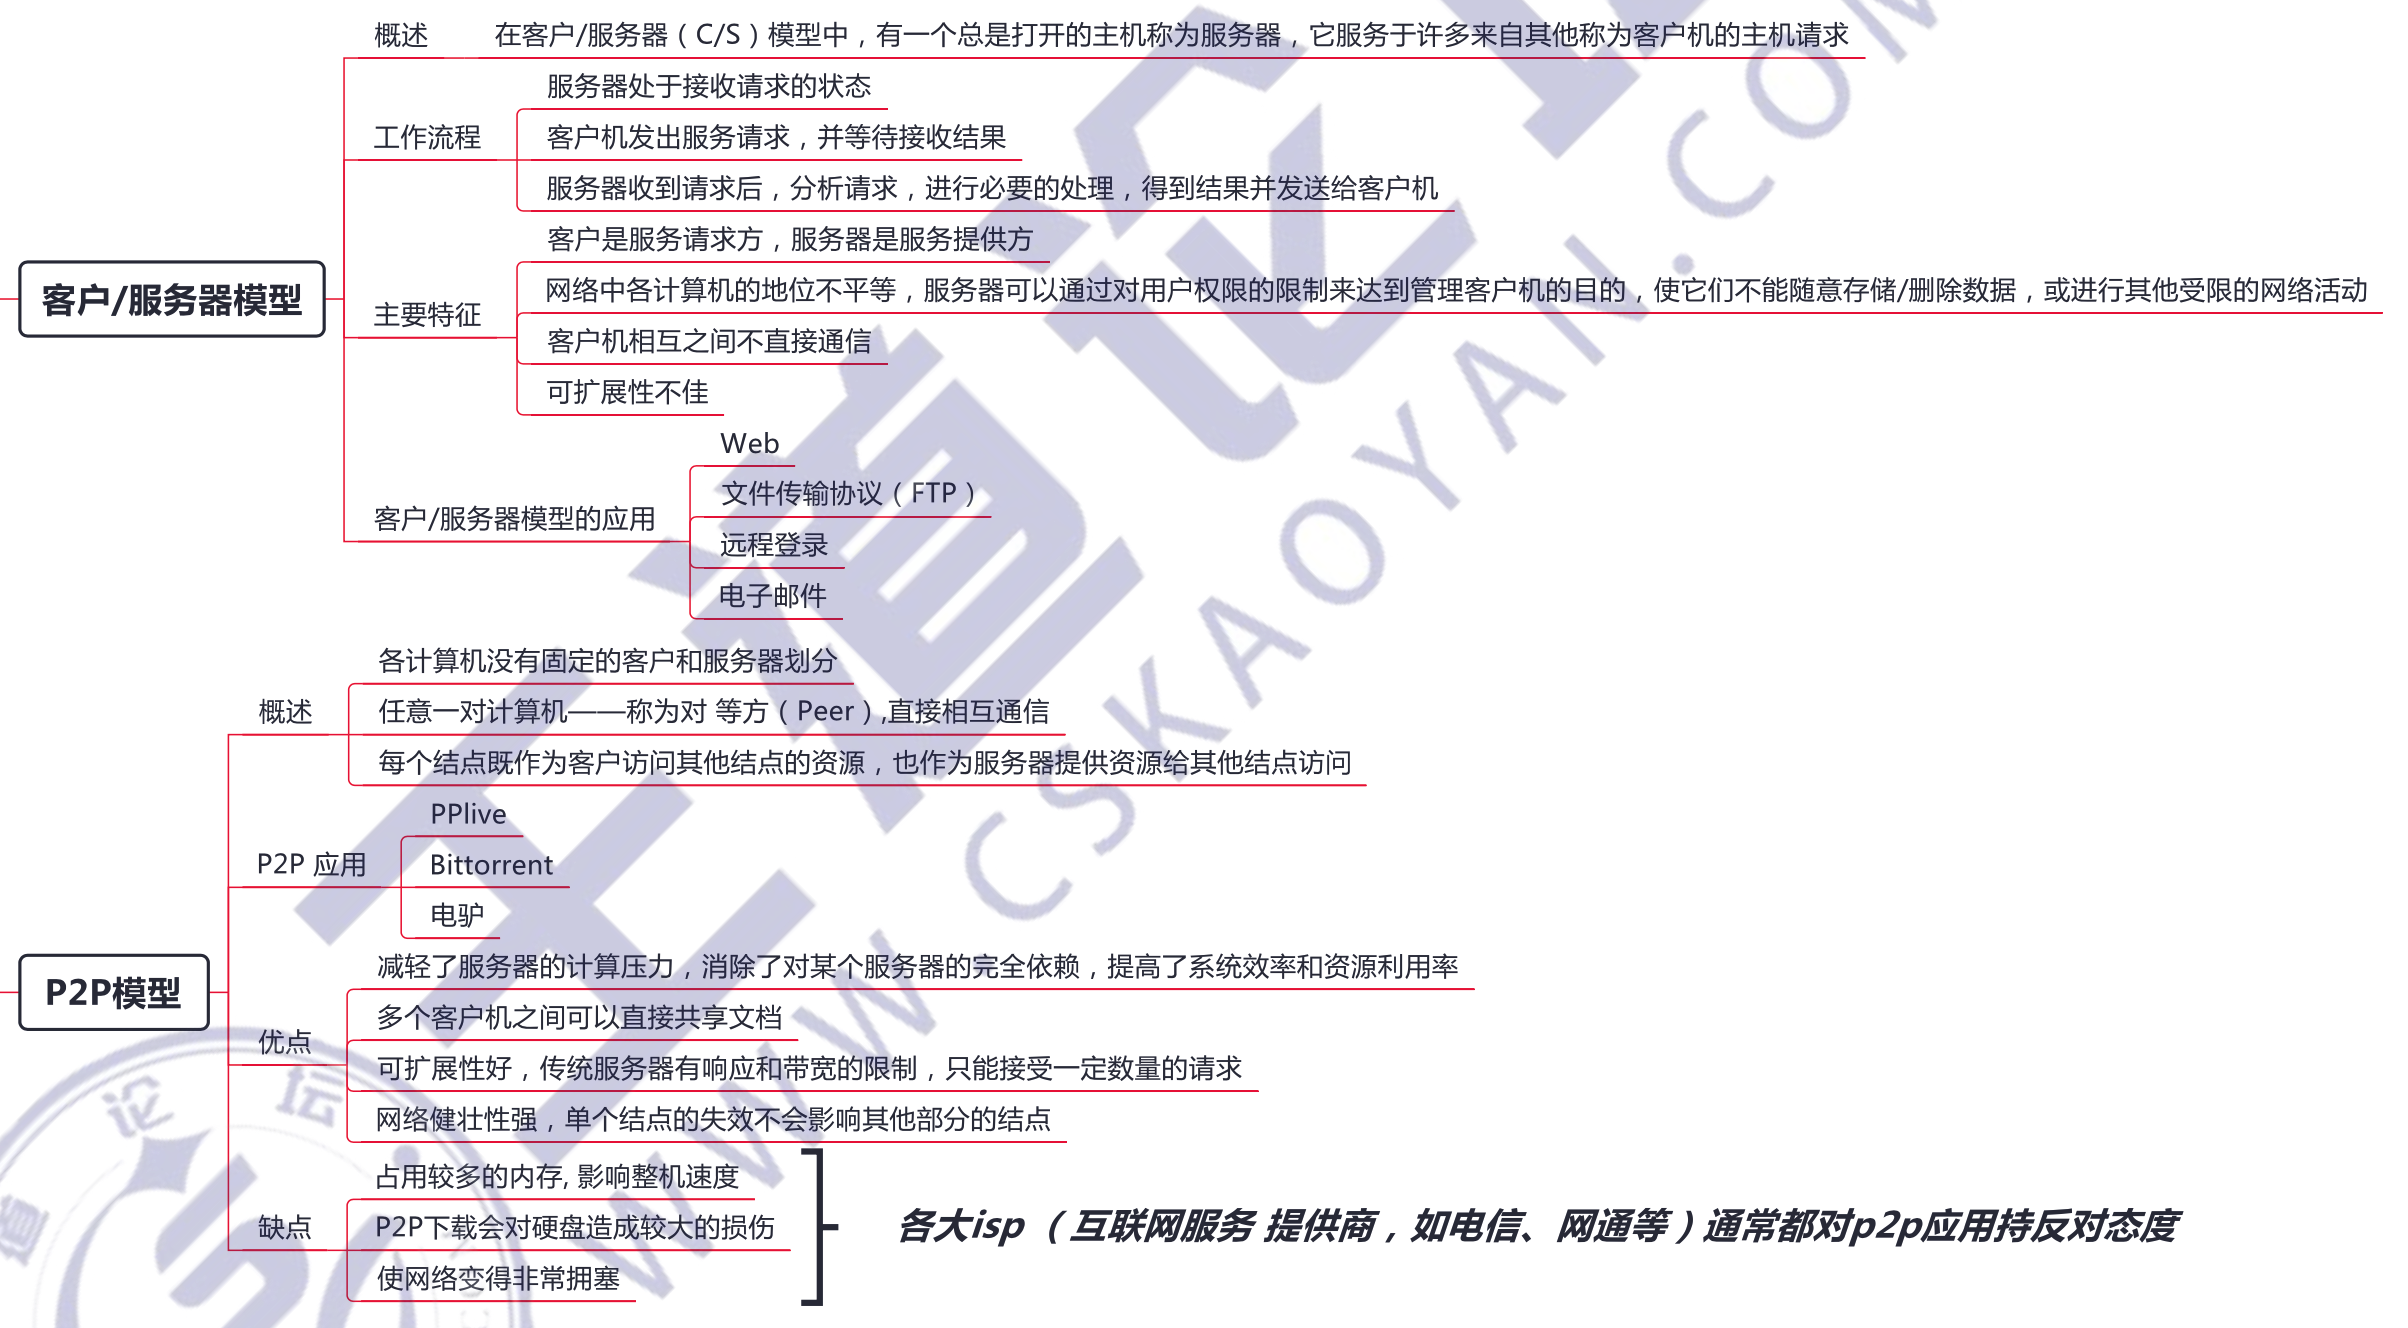 概述
在客户/服务器（C/S）模型中，有一个总是打开的主机称为服务器，它服务于许多来自其他称为客户机的主机请求
工作流程
服务器处于接收请求的状态
客户机发出服务请求，并等待接收结果
服务器收到请求后，分析请求，进行必要的处理，得到结果并发送给客户机
客户/服务器模型
主要特征
客户是服务请求方，服务器是服务提供方
网络中各计算机的地位不平等，服务器可以通过对用户权限的限制来达到管理客户机的目的，使它们不能随意存储/删除数据，或进行其他受限的网络活动
客户机相互之间不直接通信
可扩展性不佳
客户/服务器模型的应用
Web
文件传输协议（FTP）
远程登录
电子邮件
概述
各计算机没有固定的客户和服务器划分
任意一对计算机——称为对 等方（Peer）,直接相互通信
每个结点既作为客户访问其他结点的资源，也作为服务器提供资源给其他结点访问
P2P 应用
PPlive
Bittorrent
电驴
P2P模型
优点
减轻了服务器的计算压力，消除了对某个服务器的完全依赖，提高了系统效率和资源利用率
多个客户机之间可以直接共享文档
可扩展性好，传统服务器有响应和带宽的限制，只能接受一定数量的请求
网络健壮性强，单个结点的失效不会影响其他部分的结点
缺点
占用较多的内存, 影响整机速度
P2P下载会对硬盘造成较大的损伤
使网络变得非常拥塞
各大isp （互联网服务 提供商，如电信、网通等）通常都对p2p应用持反对态度
王道论
WWW.CSKAOYAN.COM
道 论 坛